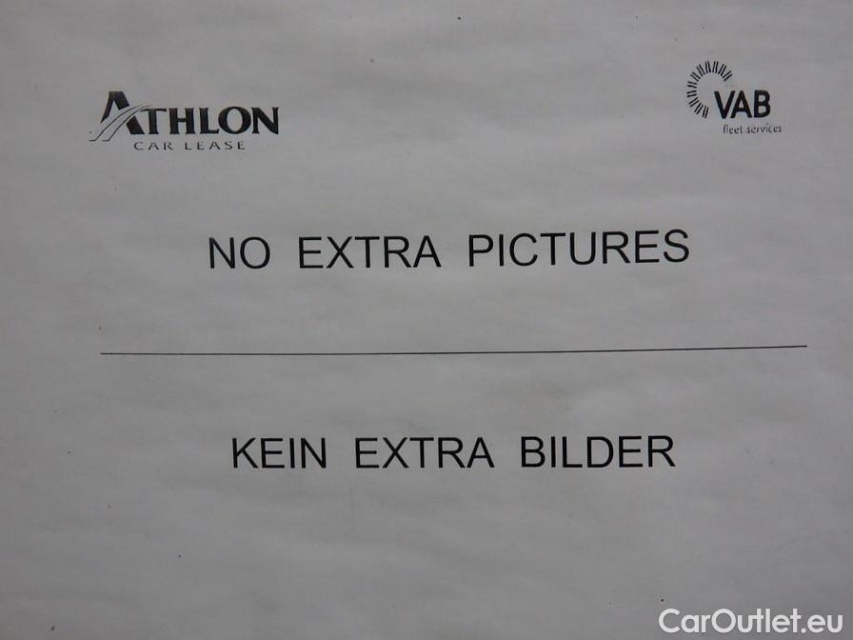 ATHLON
CAR LEASE
VAB
fleet services
NO EXTRA PICTURES
KEIN EXTRA BILDER
CarOutlet.eu